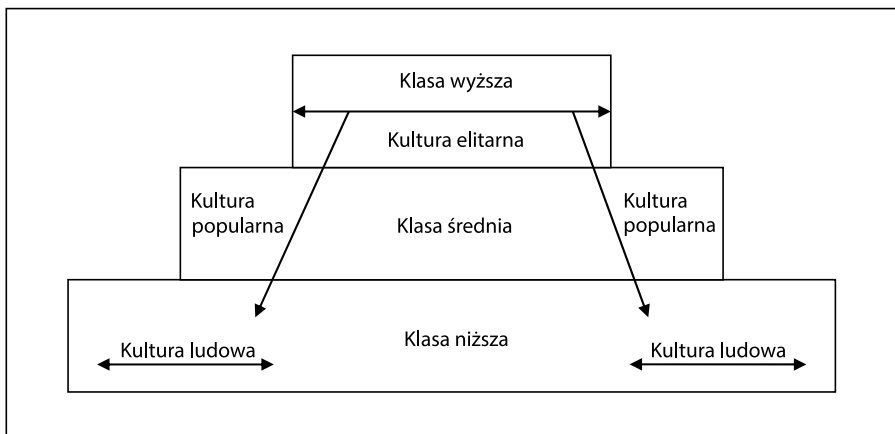 Klasa wyższa
Kultura elitarna
Kultura
popularna
Klasa średnia
Kultura
popularna
Kultura ludowa
Klasa niższa
Kultura ludowa